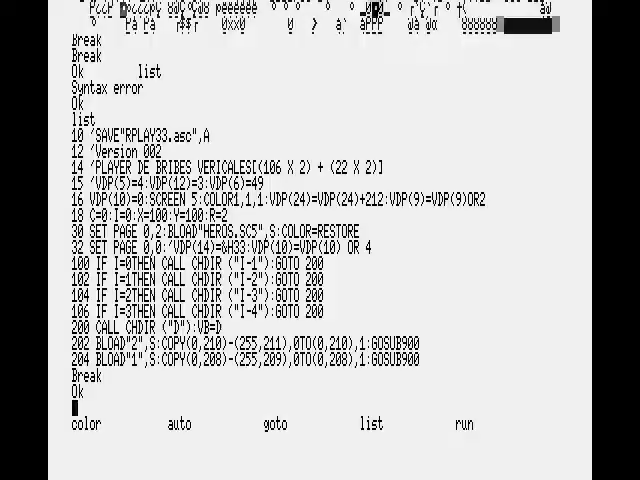 Break
Break
Ok list
Syntax error
Ok
list
10 'SAVE"RPLAY33.asc",A
12 'Version 002
14 'PLAYER DE BRIBES VERICALES[(106 X 2) + (22 X 2)]
15 'VDP(5)=4:VDP(12)=3:VDP(6)=49
16 VDP(10)=0:SCREEN 5:COLOR1,1,1:VDP(24)=VDP(24)+212:VDP(9)=VDP(9)OR2
18 C=0:I=0:X=100:Y=100:R=2
30 SET PAGE 0,2:BLOAD"HEROS.SC5",S:COLOR=RESTORE
32 SET PAGE 0,0:'VDP(14)=&H33:VDP(10)=VDP(10) OR 4
100 IF I=0THEN CALL CHDIR ("I-1"):GOTO 200
102 IF I=1THEN CALL CHDIR ("I-2"):GOTO 200
104 IF I=2THEN CALL CHDIR ("I-3"):GOTO 200
106 IF I=3THEN CALL CHDIR ("I-4"):GOTO 200
200 CALL CHDIR ("D"):VB=D
202 BLOAD"2",S:COPY(0,210)-(255,211),0TO(0,210),1:GOSUB900
204 BLOAD"1",S:COPY(0,208)-(255,209),0TO(0,208),1:GOSUB900
Break
Ok
color auto goto list run